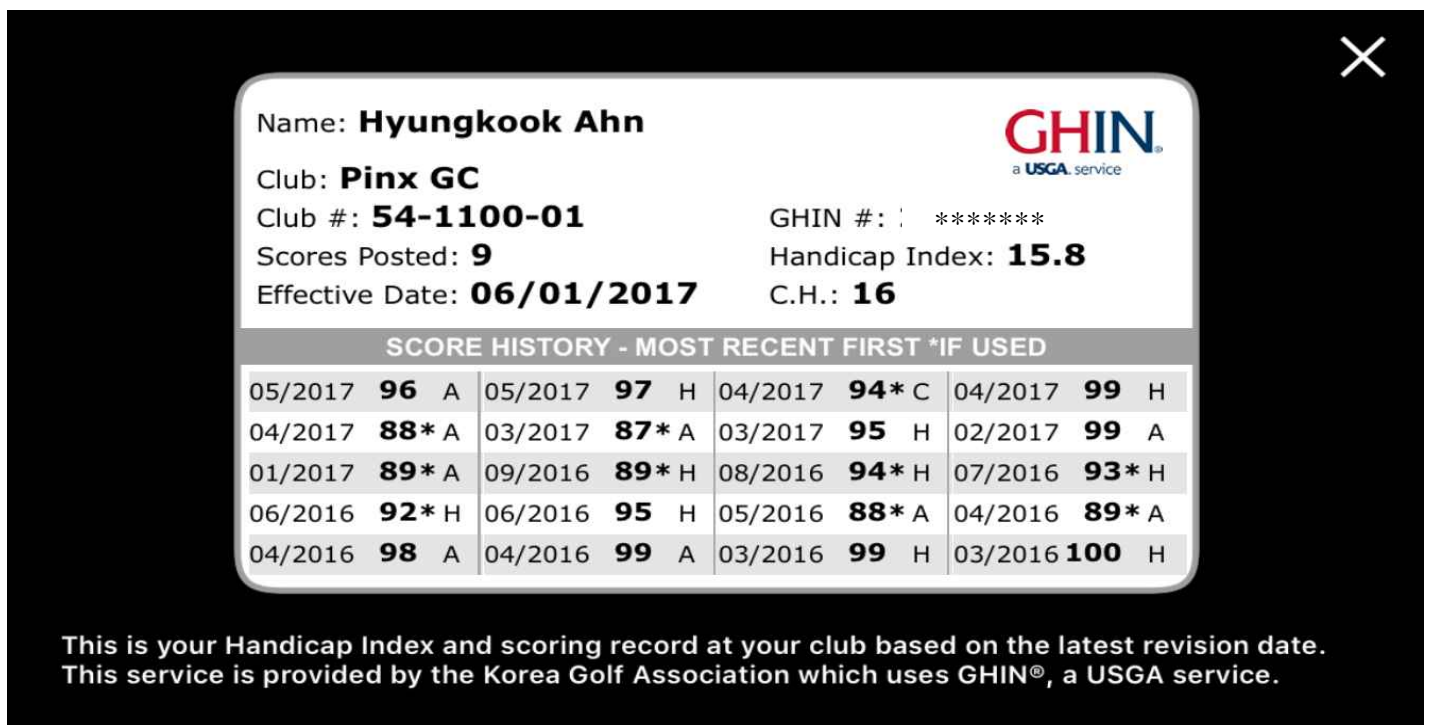 Name: Hyungkook Ahn
GHIN®
a USGA. service
Club: Pinx GC
Club #: 54-1100-01 GHIN #: *******
Scores Posted: 9 Handicap Index: 15.8
Effective Date: 06/01/2017 C.H.: 16
SCORE HISTORY - MOST RECENT FIRST *IF USED
05/2017 96 A 05/2017 97 H 04/2017 94* C 04/2017 99 H
04/2017 88* A 03/2017 87* A 03/2017 95 H 02/2017 99 A
01/2017 89* A 09/2016 89* H 08/2016 94* H 07/2016 93* H
06/2016 92* H 06/2016 95 H 05/2016 88* A 04/2016 89* A
04/2016 98 A 04/2016 99 A 03/2016 99 H 03/2016 100 H
This is your Handicap Index and scoring record at your club based on the latest revision date.
This service is provided by the Korea Golf Association which uses GHIN®, a USGA service.